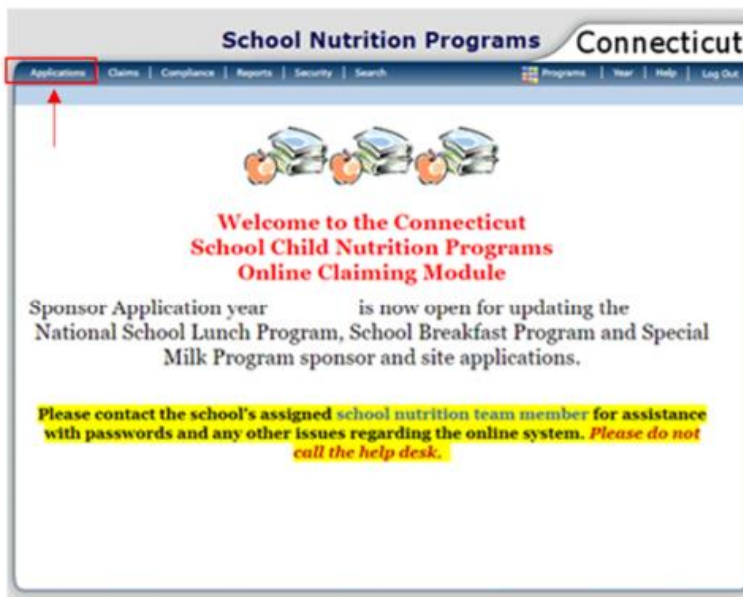 School Nutrition Programs Connecticut
Applications Claims | Compliance | Reports | Security | Search Programs | Year | Help | Log Out
Welcome to the Connecticut
School Child Nutrition Programs
Online Claiming Module
Sponsor Application year is now open for updating the
National School Lunch Program, School Breakfast Program and Special
Milk Program sponsor and site applications.
Please contact the school's assigned school nutrition team member for assistance
with passwords and any other issues regarding the online system. Please do not
call the help desk.